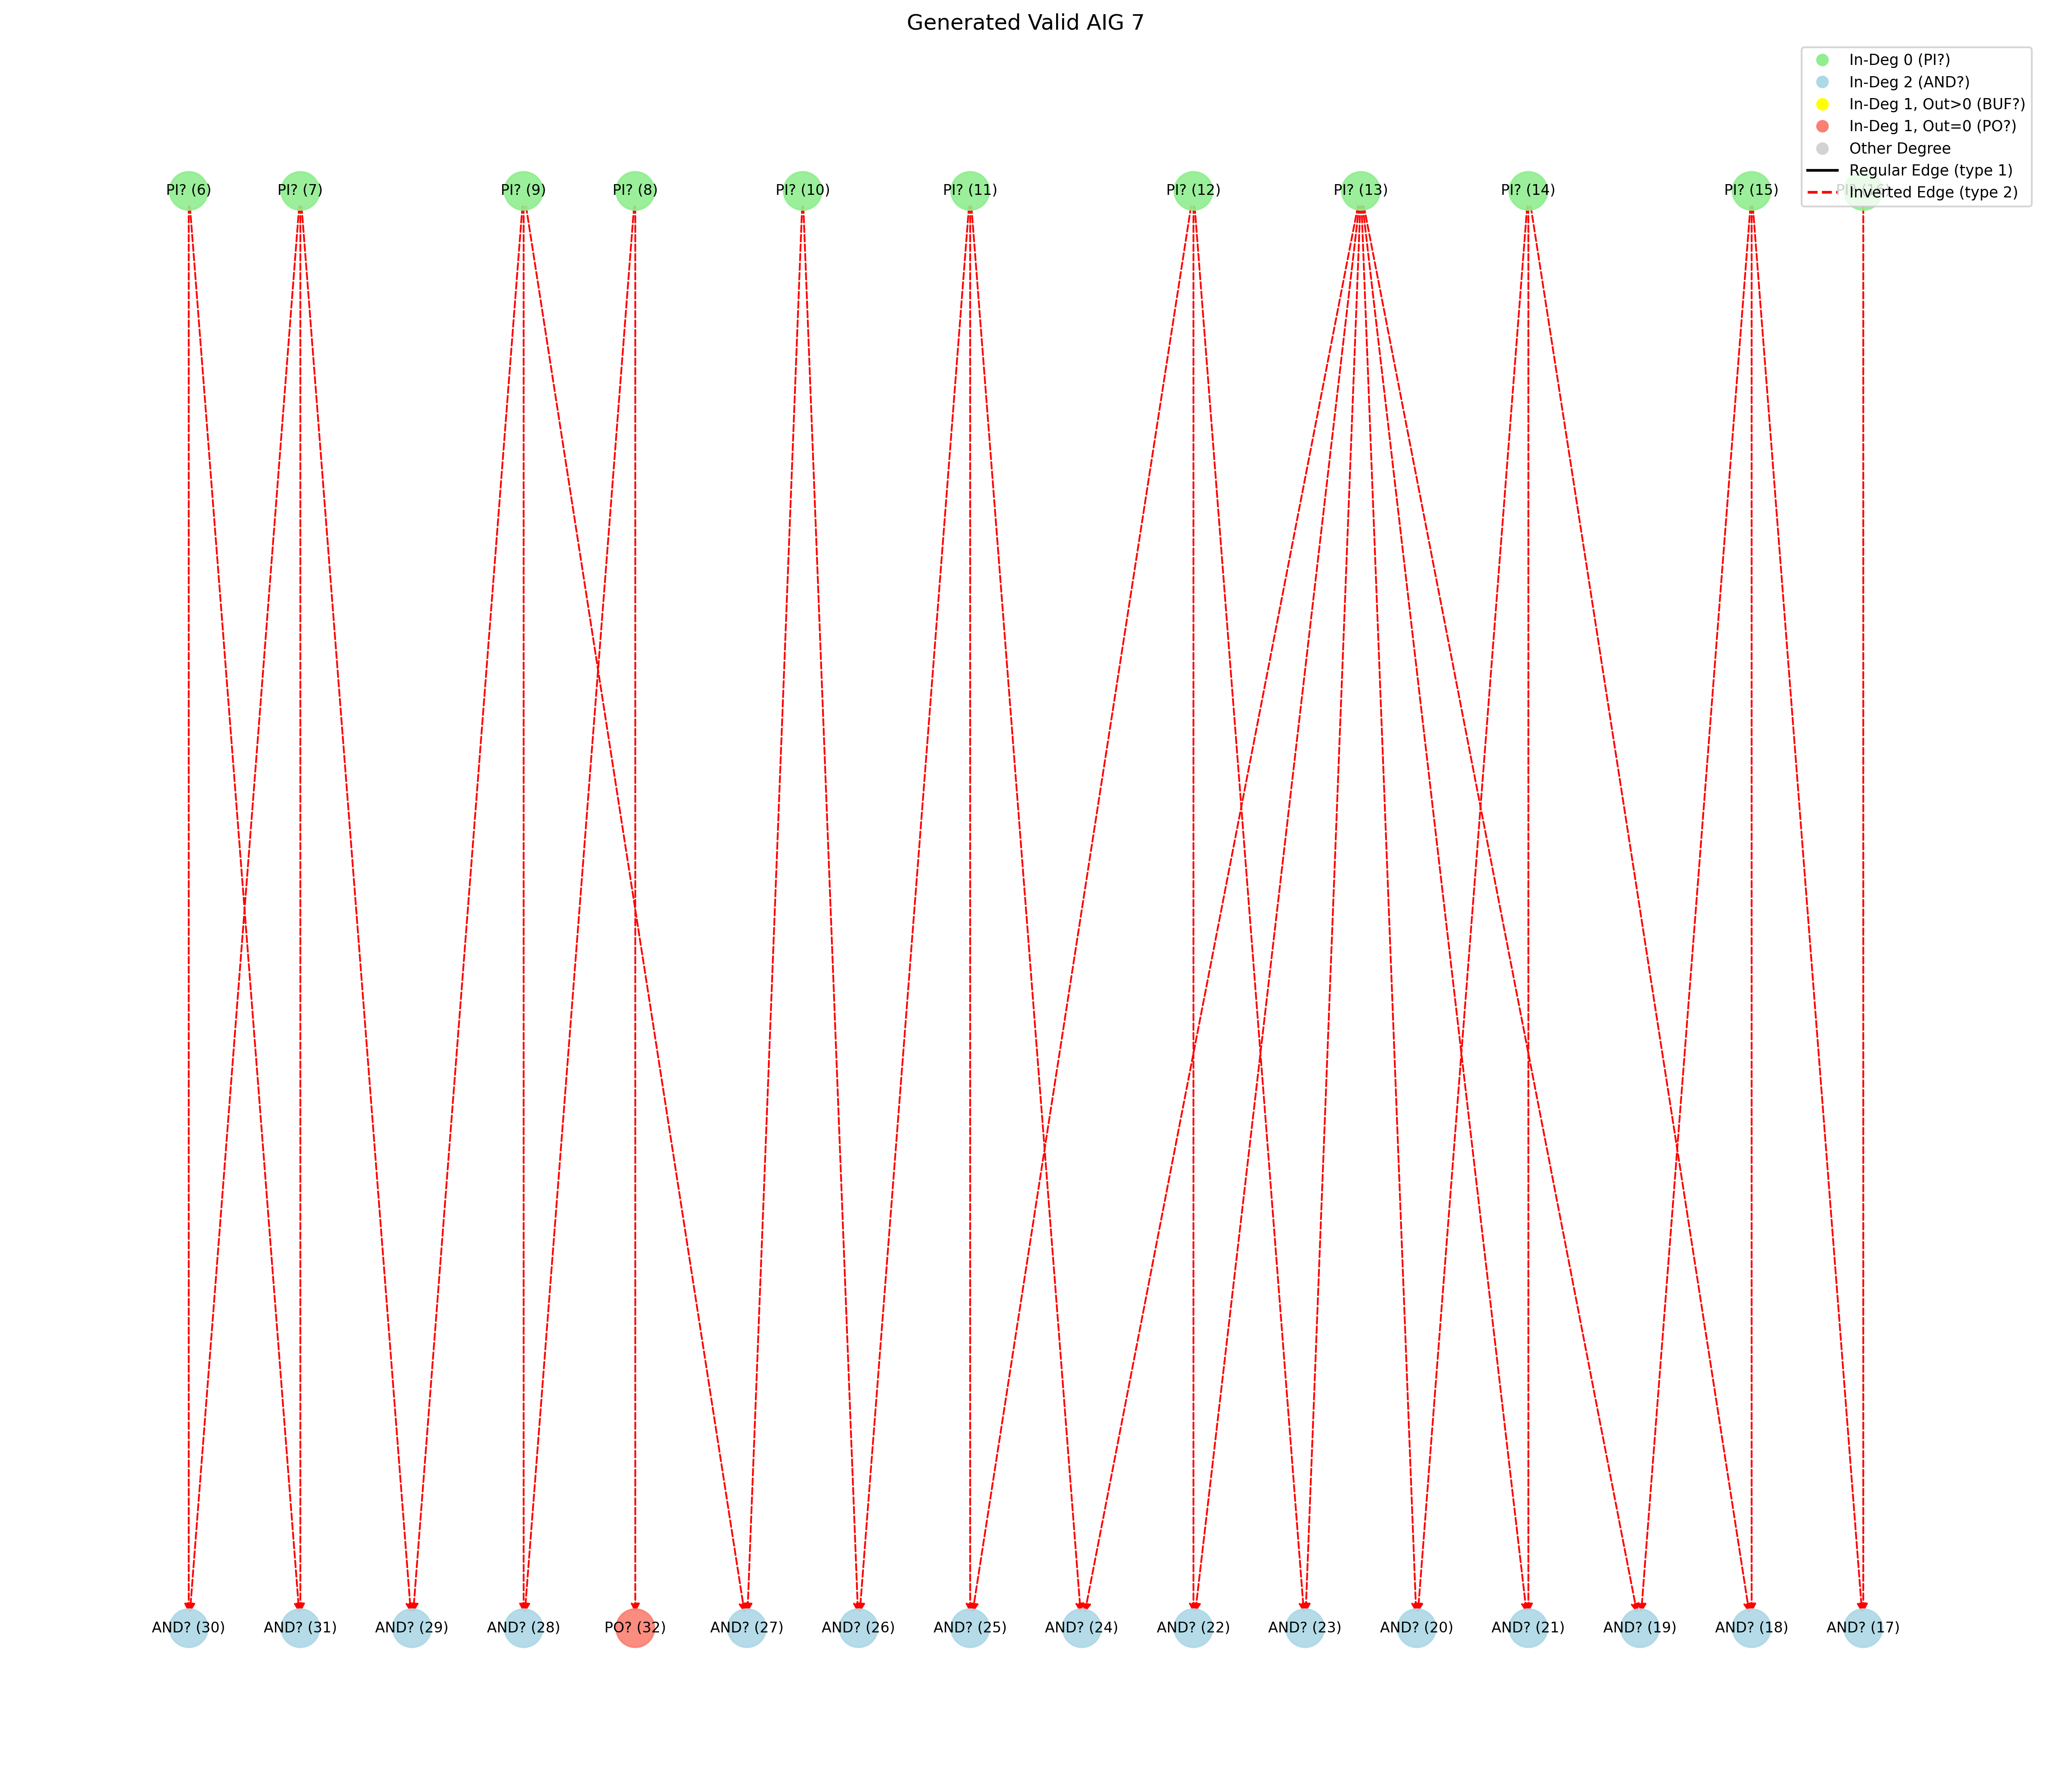 Generated Valid AIG 7
In-Deg 0 (PI?)
In-Deg 2 (AND?)
In-Deg 1, Out>0 (BUF?)
In-Deg 1, Out=0 (PO?)
Other Degree
Regular Edge (type 1)
Inverted Edge (type 2)
PI? (6) PI? (7) PI? (9) PI? (8) PI? (10) PI? (11) PI? (12) PI? (13) PI? (14) PI? (15) PI? (16)
AND? (30) AND? (31) AND? (29) AND? (28) PO? (32) AND? (27) AND? (26) AND? (25) AND? (24) AND? (22) AND? (23) AND? (20) AND? (21) AND? (19) AND? (18) AND? (17)